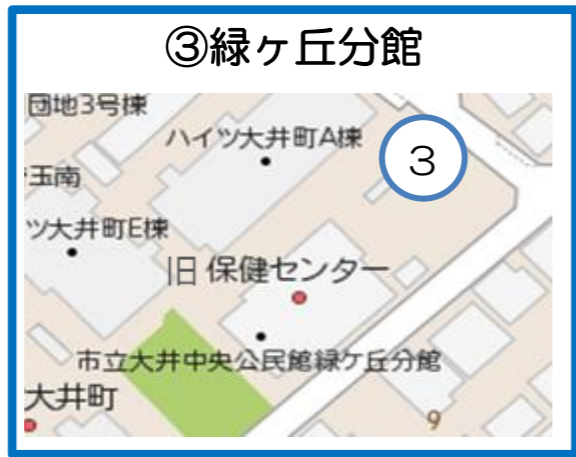 ③緑ヶ丘分館
団地3号棟
ハイツ大井町A棟
3
玉南
ツ大井町E棟
旧 保健センター
市立大井中央公民館緑ケ丘分館
大井町
9